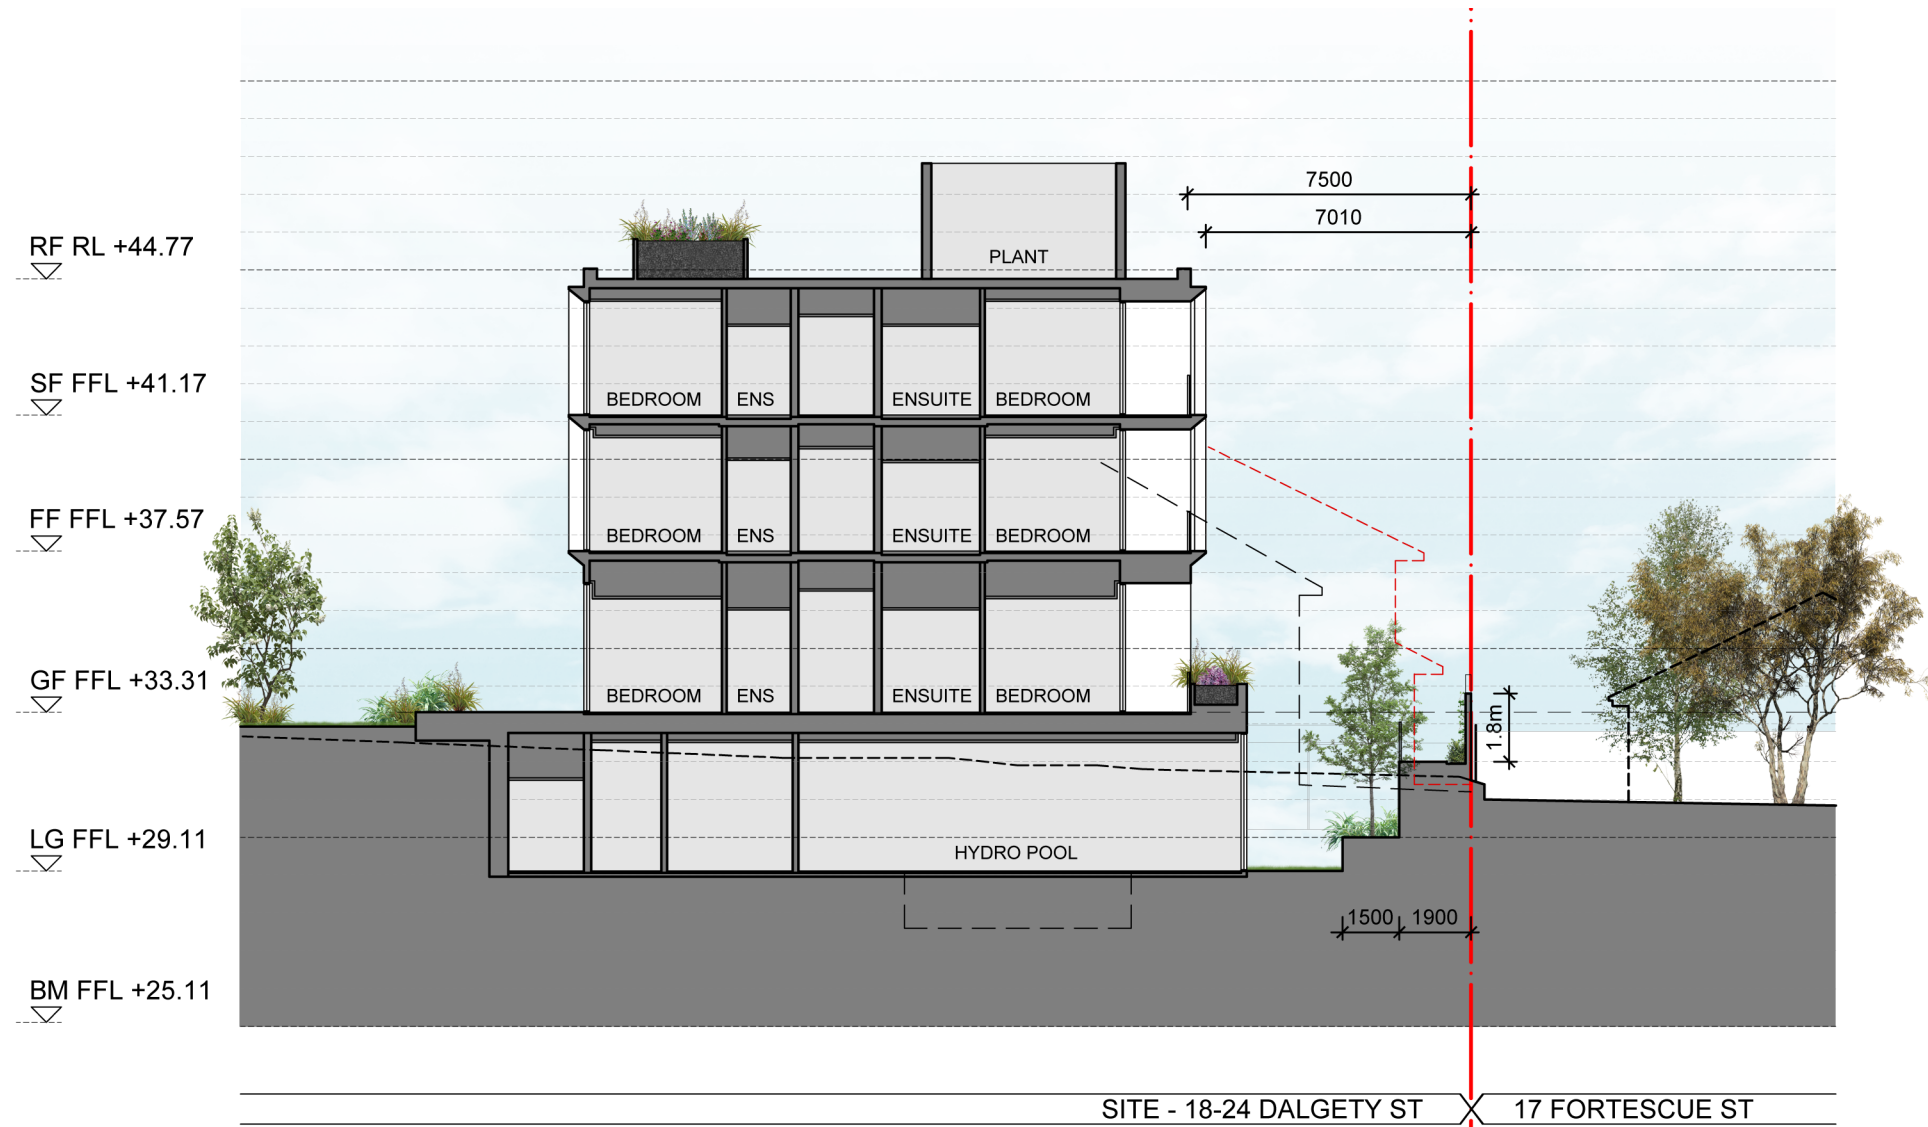 7500
7010
RF RL +44.77
PLANT
SF FFL +41.17
BEDROOM ENS ENSUITE BEDROOM
FF FFL +37.57
BEDROOM ENS ENSUITE BEDROOM
GF FFL +33.31
BEDROOM ENS ENSUITE BEDROOM
1.8m
LG FFL +29.11
HYDRO POOL
1500 1900
BM FFL +25.11
SITE - 18-24 DALGETY ST 17 FORTESCUE ST